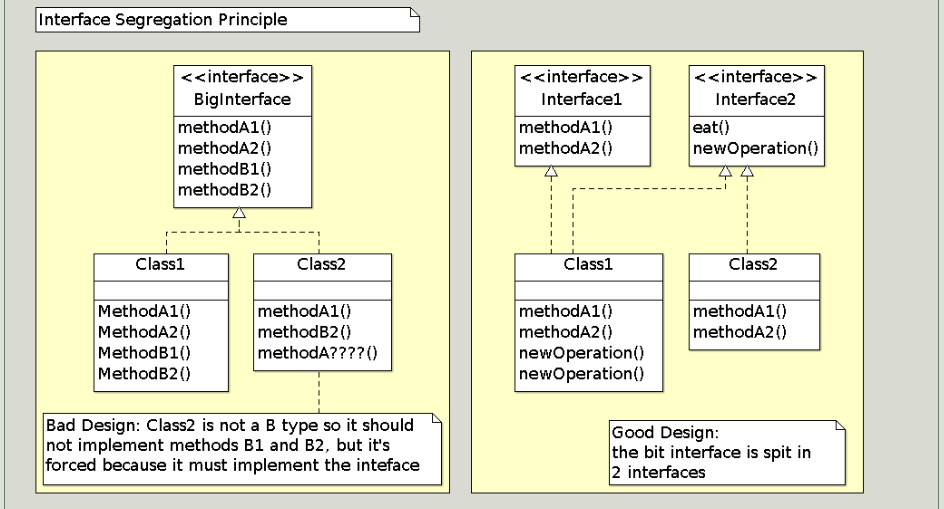 Interface Segregation Principle
<<interface>>
BigInterface
methodA1()
methodA2()
methodB1()
methodB2()
Class1
MethodA1()
MethodA2()
MethodB1()
MethodB2()
Class2
methodA1()
methodB2()
methodA????()
Bad Design: Class2 is not a B type so it should
not implement methods B1 and B2, but it's
forced because it must implement the inteface
<<interface>>
Interface1
methodA1()
methodA2()
<<interface>>
Interface2
eat()
newOperation()
Class1
methodA1()
methodA2()
newOperation()
newOperation()
Class2
methodA1()
methodA2()
Good Design:
the bit interface is spit in
2 interfaces